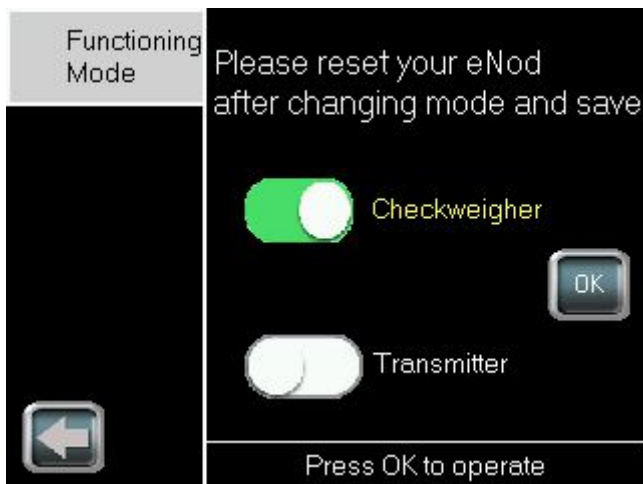 Functioning
Mode
Please reset your eNod
after changing mode and save
Checkweigher
OK
Transmitter
Press OK to operate